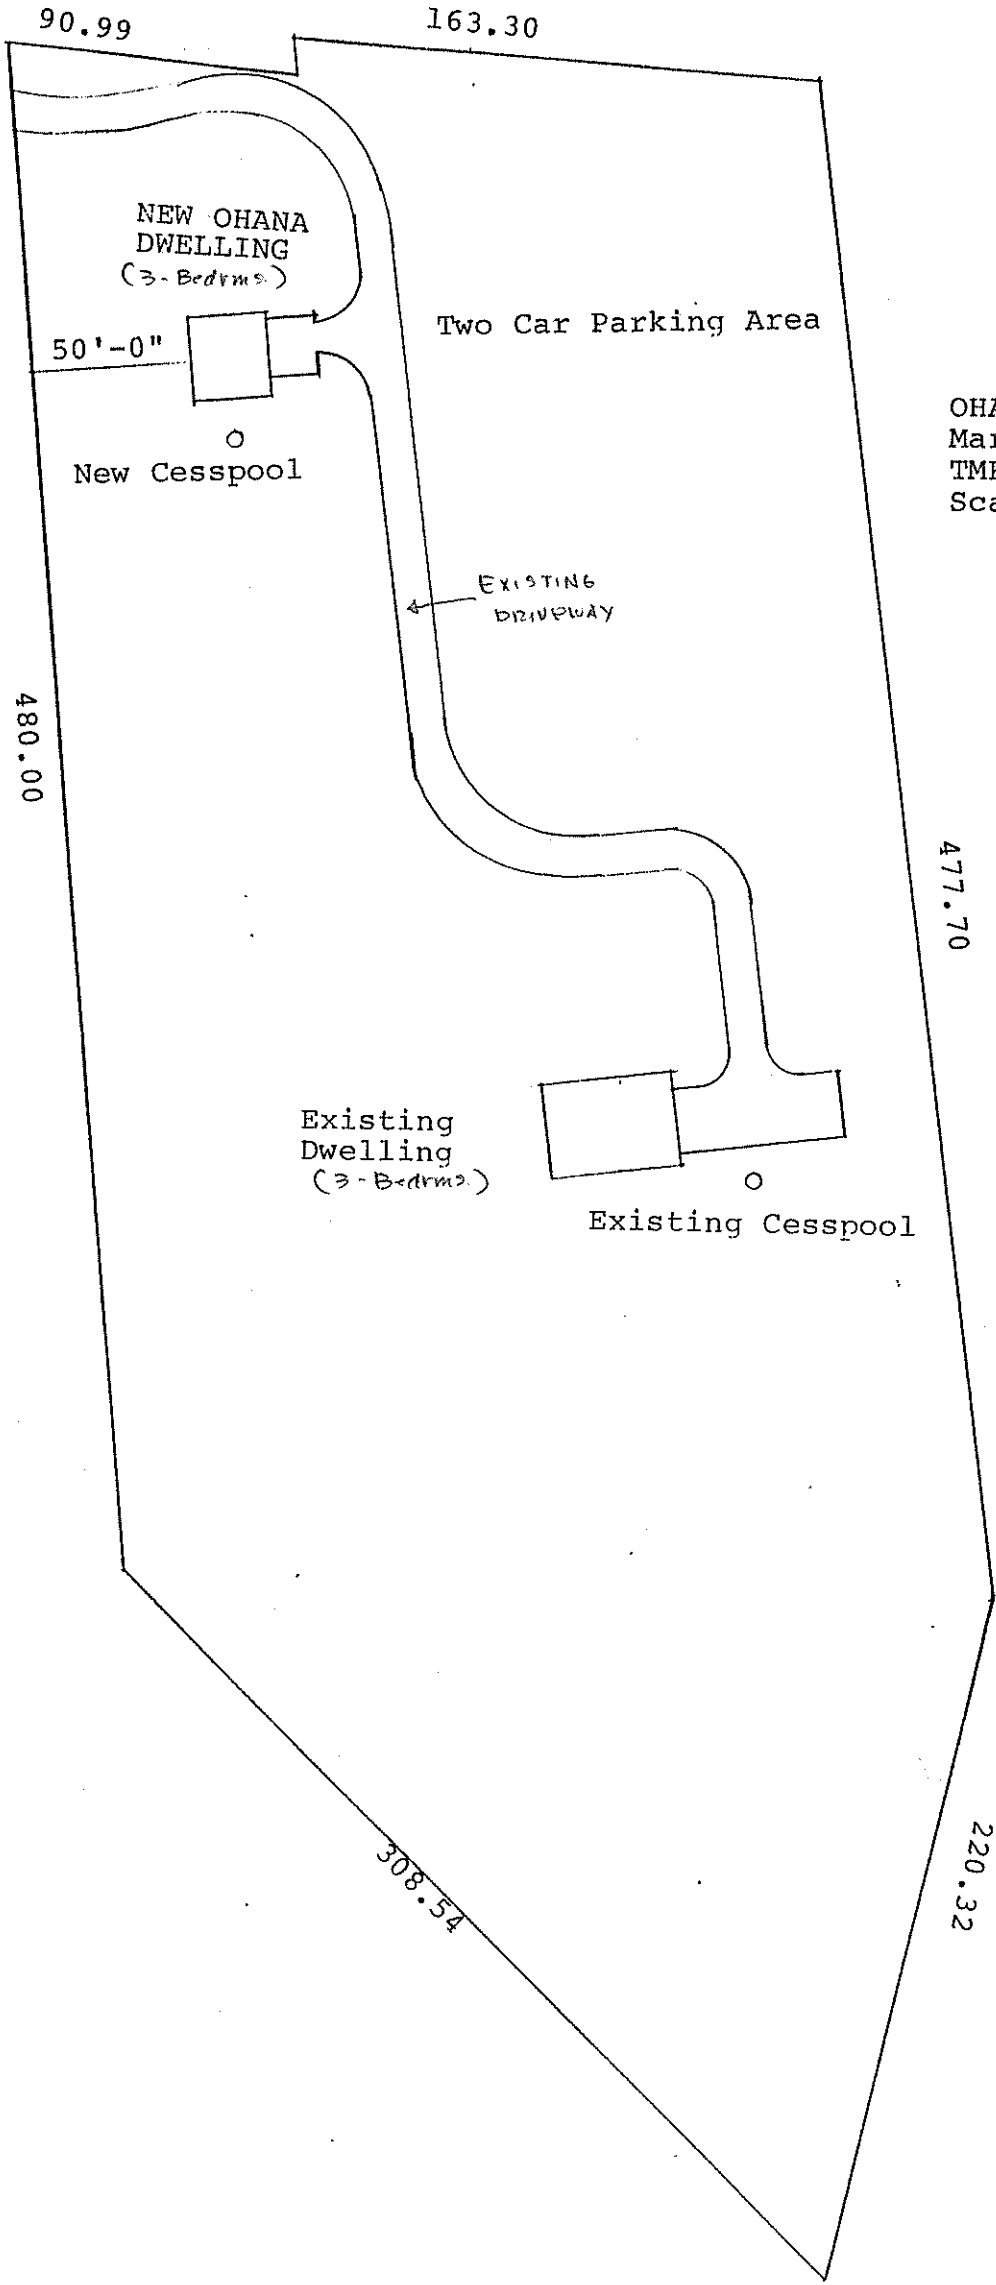 90.99
163.30
NEW OHANA
DWELLING
(3-Bedrms.)
50'-0"
Two Car Parking Area
New Cesspool
EXISTING
DRIVEWAY
480.00
477.70
Existing
Dwelling
(3-Bedrms.)
Existing Cesspool
308.54
220.32